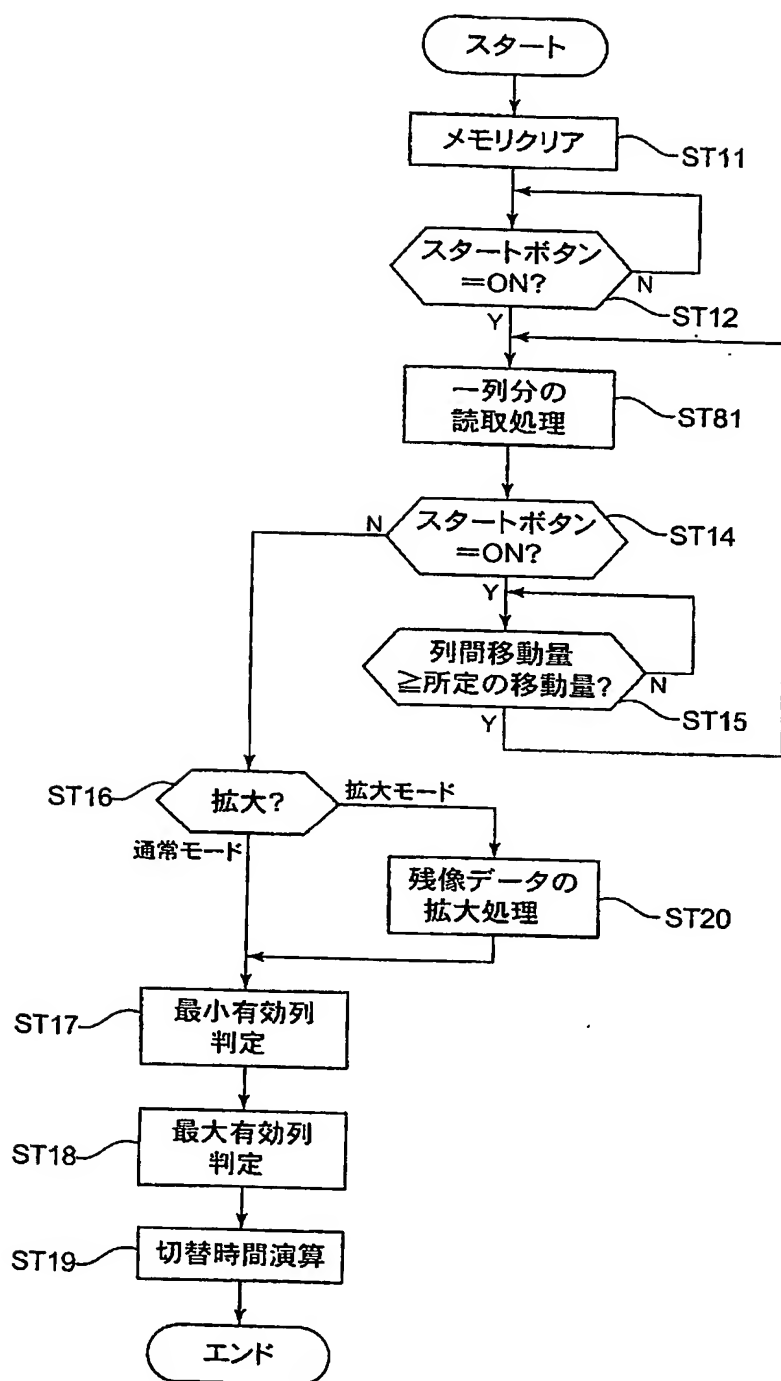 スタート
メモリクリア
ST11
スタートボタン
=ON?
N
ST12
Y
一列分の
読取処理
ST81
N
スタートボタン
=ON?
ST14
Y
列間移動量
≧所定の移動量?
N
ST15
Y
ST16
拡大?
拡大モード
通常モード
残像データの
拡大処理
ST20
ST17
最小有効列
判定
ST18
最大有効列
判定
ST19
切替時間演算
エンド